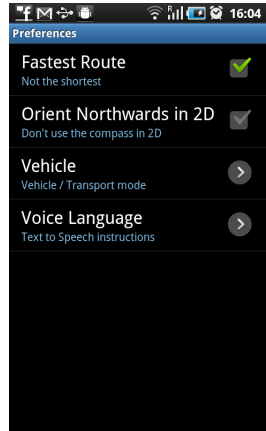 16:04
Preferences
Fastest Route
Not the shortest
Orient Northwards in 2D
Don't use the compass in 2D
Vehicle
Vehicle / Transport mode
Voice Language
Text to Speech instructions